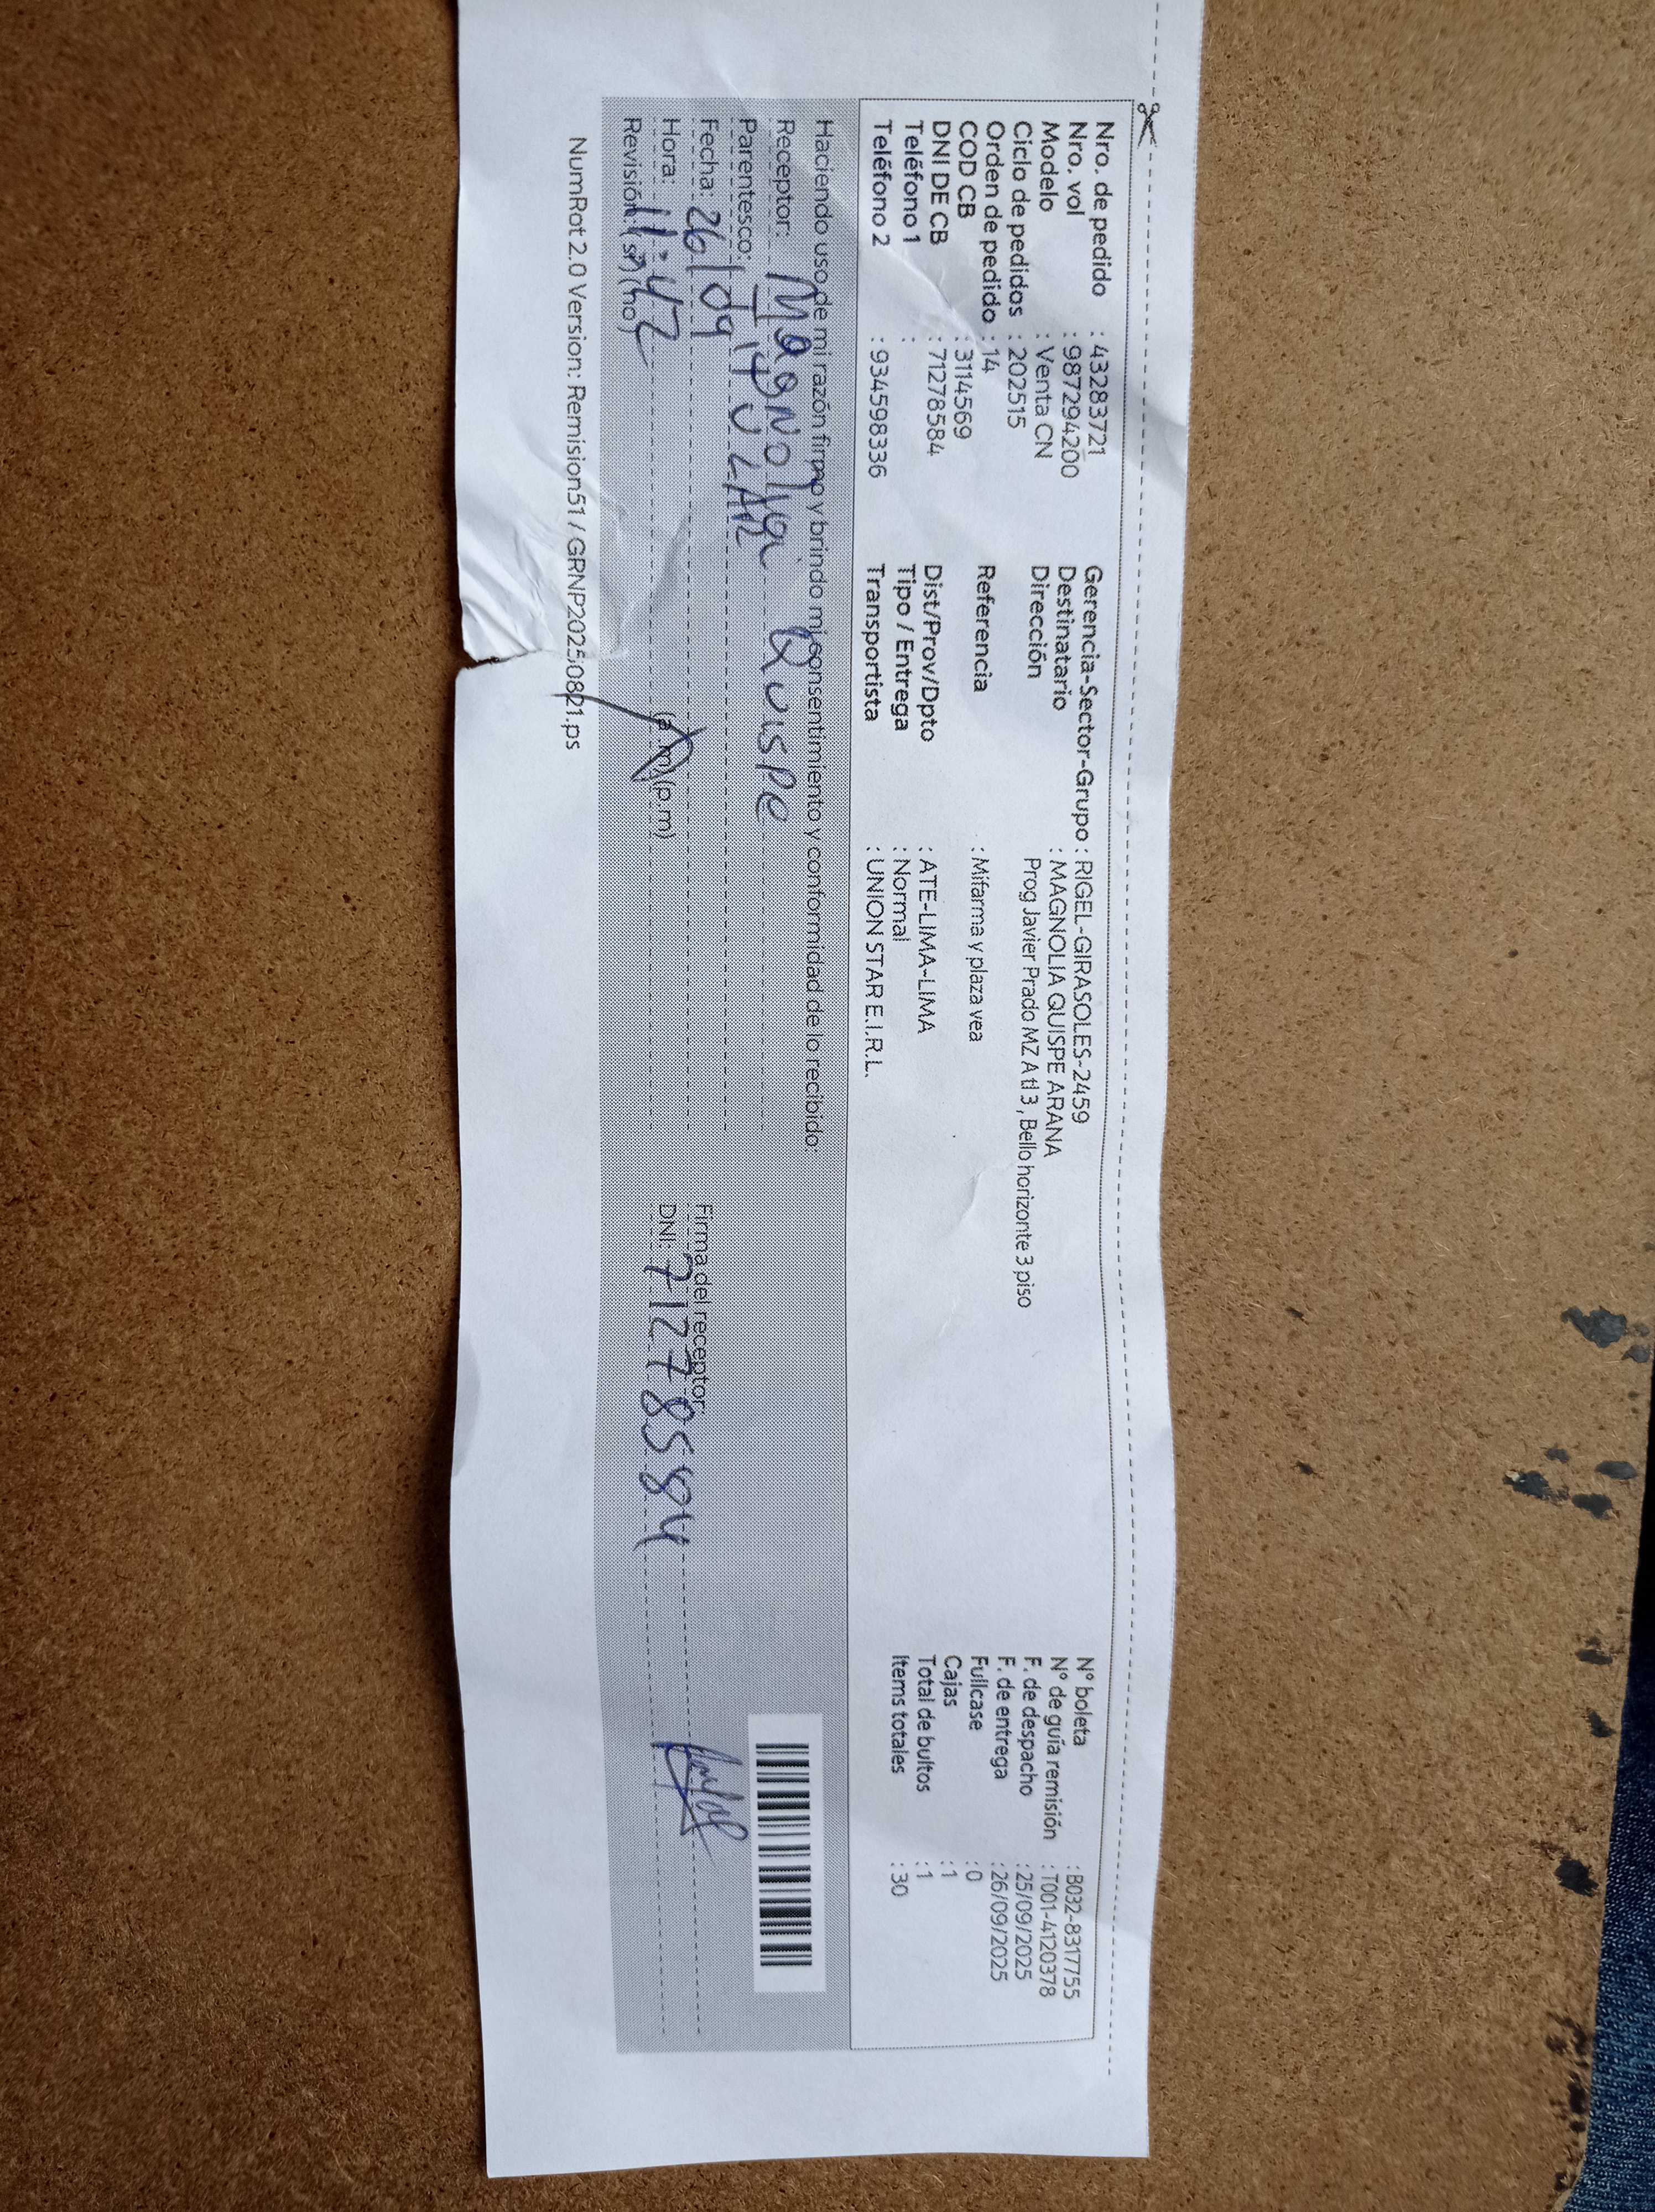 Nro. de pedido : 43283721
Nro. vol : 987294200
Modelo : Venta CN
Ciclo de pedidos : 202515
Orden de pedido : 14
COD CB : 3114569
DNI DE CB : 71278584
Teléfono 1 :
Teléfono 2 : 934598336
Gerencia-Sector-Grupo : RIGEL-GIRASOLES-2459
Destinatario : MAGNOLIA QUISPE ARANA
Dirección Prog Javier Prado MZ A tl 3 , Bello horizonte 3 piso
Referencia : Mifarma y plaza vea
Dist/Prov/Dpto : ATE-LIMA-LIMA
Tipo / Entrega : Normal
Transportista : UNION STAR E.I.R.L.
N° boleta : B032-8317755
N° de guía remisión : T001-4120378
F. de despacho : 25/09/2025
F. de entrega : 26/09/2025
Fullcase : 0
Cajas : 1
Total de bultos : 1
Items totales : 30
Haciendo uso de mi razón firmo y brindo mi consentimiento y conformidad de lo recibido:
Receptor: Magnolia Quispe
Parentesco: TITULAR
Fecha: 26/09
Hora: 11:42 (a.m) (p.m)
Revisión: (si) (no)
Firma del receptor:
DNI: 71278584
NumRot 2.0 Version: Remision51 / GRNP20250821.ps